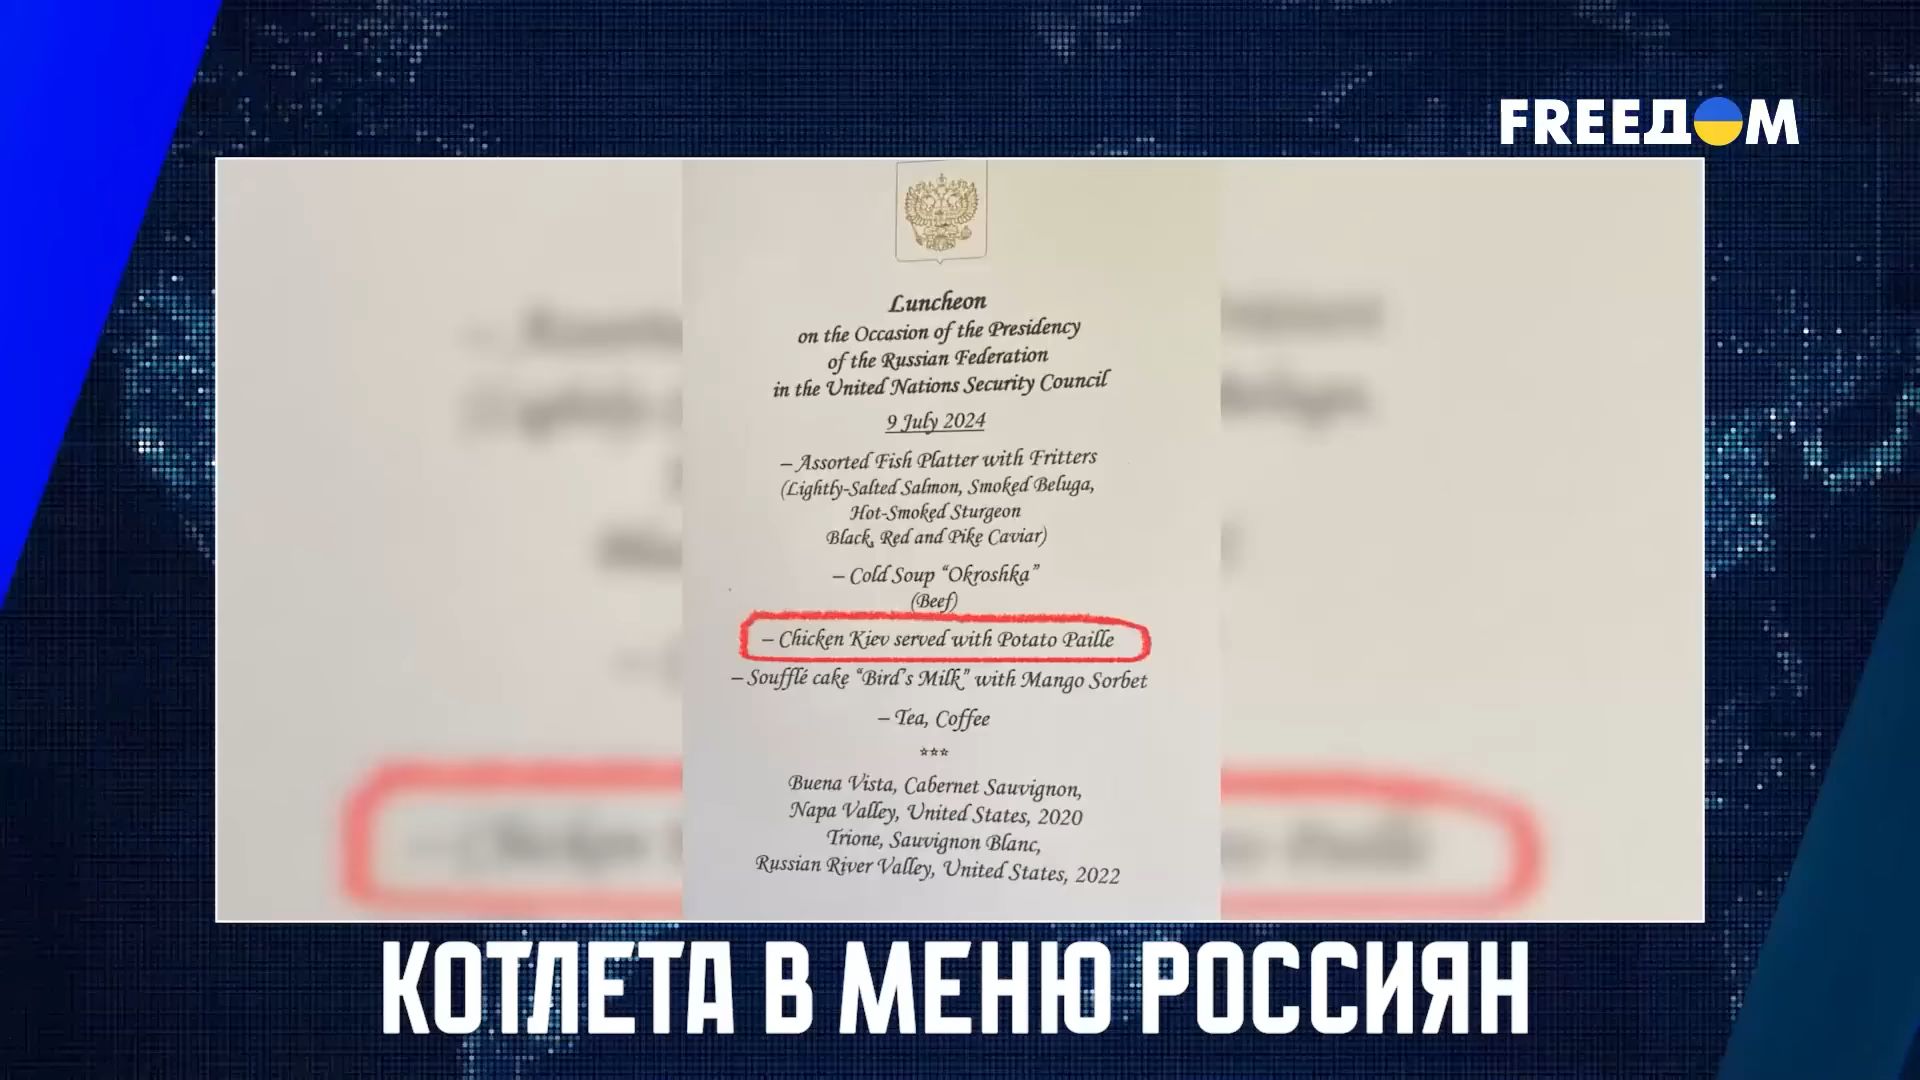 FREEДОМ
Luncheon
on the Occasion of the Presidency
of the Russian Federation
in the United Nations Security Council
9 July 2024
– Assorted Fish Platter with Fritters
(Lightly-Salted Salmon, Smoked Beluga,
Hot-Smoked Sturgeon
Black, Red and Pike Caviar)
– Cold Soup “Okroshka”
(Beef)
– Chicken Kiev served with Potato Paille
– Soufflé cake “Bird’s Milk” with Mango Sorbet
– Tea, Coffee
***
Buena Vista, Cabernet Sauvignon,
Napa Valley, United States, 2020
Trione, Sauvignon Blanc,
Russian River Valley, United States, 2022
КОТЛЕТА В МЕНЮ РОССИЯН